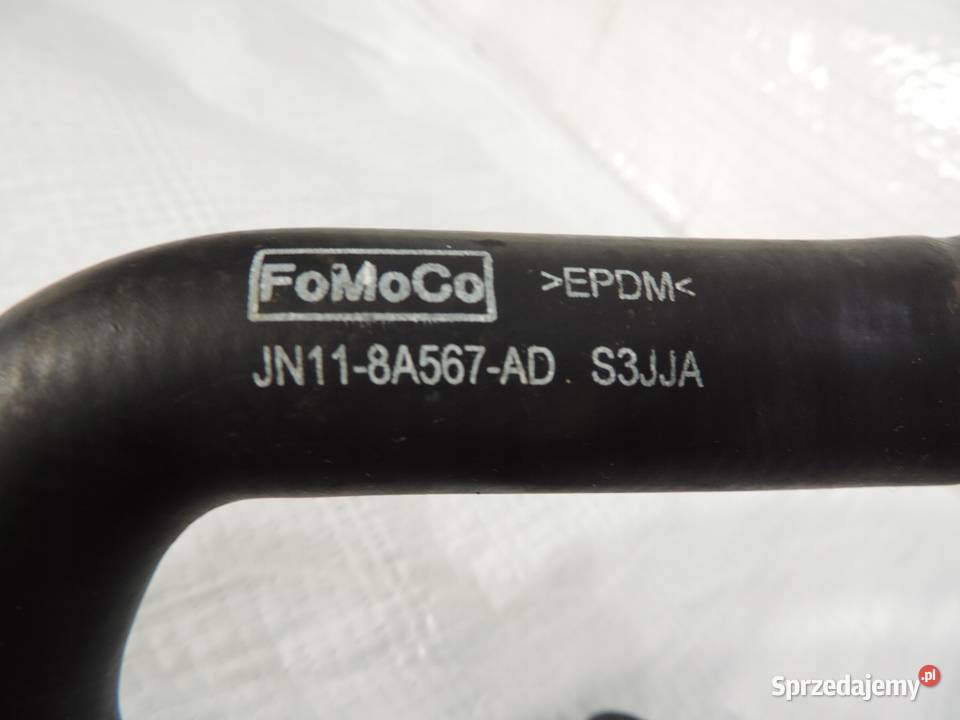 FoMoCo >EPDM<
JN11-8A567-AD S3JJA
Sprzedajemy.pl